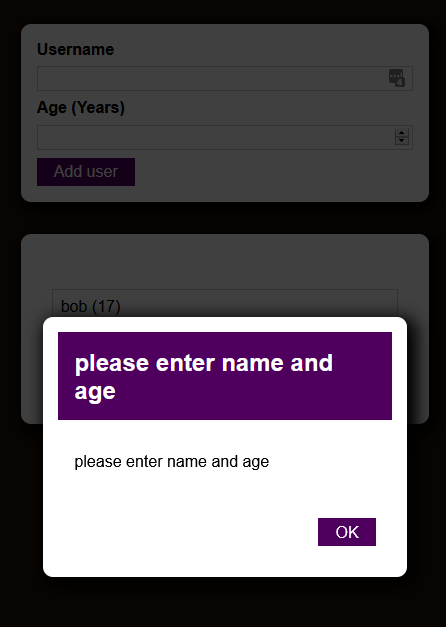 Username
Age (Years)
Add user
bob (17)
please enter name and
age
please enter name and age
OK